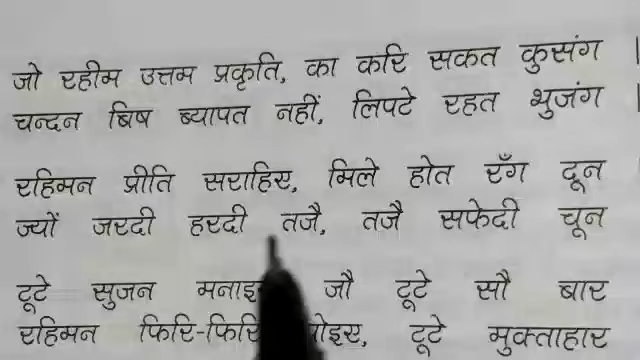 जो रहीम उत्तम प्रकृति, का करि सकत कुसंग |
चन्दन बिष ब्यापत नहीं, लिपटे रहत भुजंग |
रहिमन प्रीति सराहिए, मिले होत रँग दून
ज्यों जरदी हरदी तजै, तजै सफेदी चून
टूटे सुजन जौ टूटे सौ बार
रहिमन टूटे मुक्ताहार